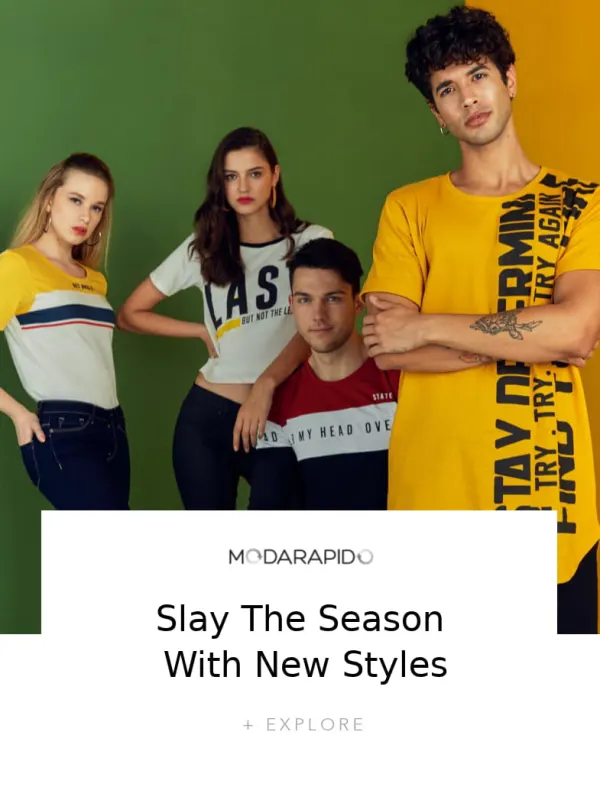 LAST
BUT NOT THE LE
STATE
MY HEAD OVE
STAY DETERMIN
TRY . TRY. TRY AGAIN
FIND
MODARAPIDO
Slay The Season
With New Styles
+ EXPLORE